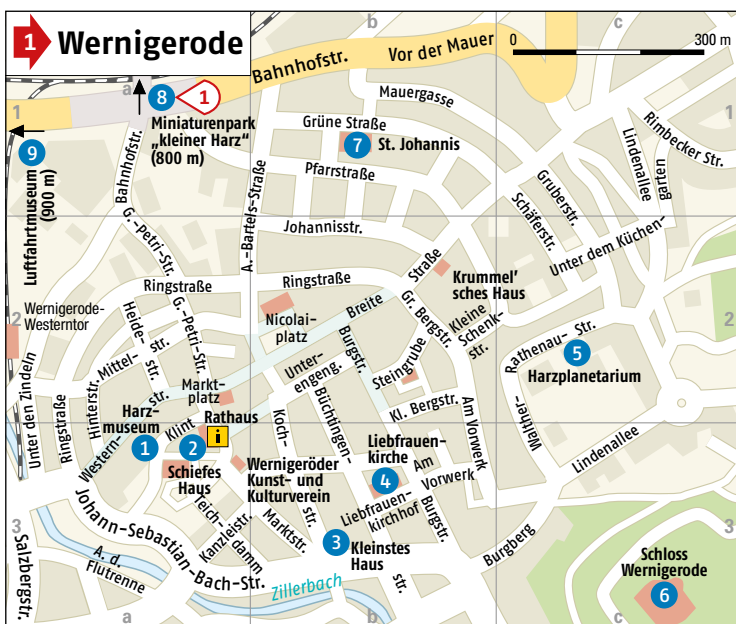 1 Wernigerode
a
b
c
0 300 m
Bahnhofstr.
Vor der Mauer
1
8
1
Miniaturenpark
„kleiner Harz“
(800 m)
9
Luftfahrtmuseum
(900 m)
Bahnhofstr.
Mauergasse
Grüne Straße
7
St. Johannis
Pfarrstraße
A.-Bartels-Straße
Johannisstr.
Rimbecker Str.
Lindenallee
garten
Gruberstr.
Schäferstr.
Unter dem Küchen-
1
G.-Petri-Str.
Ringstraße
Ringstraße
G.-Petri-Str.
Wernigerode-
Westerntor
2
Heide-
str.
Mittel-
str.
Hinterstr.
Ringstraße
Unter den Zindeln
Nicolai-
platz
Breite
Straße
Krummel’
sches Haus
Gr. Bergstr.
Kleine
Schenk-
str.
Burgstr.
Steingrube
Kl. Bergstr.
Am Vorwerk
Unter-
engeng.
Büchtingen-
str.
Walther-
Rathenau-
Str.
5
Harzplanetarium
2
Lindenallee
Markt-
platz
Rathaus
i
Klint
Harz-
museum
1
Western-
str.
2
Schiefes
Haus
Wernigeröder
Kunst- und
Kulturverein
Koch-
str.
Liebfrauen-
kirche
4
Am
Vorwerk
Liebfrauen-
kirchhof
Burgstr.
Burgberg
3
Kleinstes
Haus
Marktstr.
Kanzleistr.
Teich-
damm
Johann-Sebastian-Bach-Str.
Zillerbach
A. d.
Flutrenne
Salzbergstr.
3
3
Schloss
Wernigerode
6
a
b
c